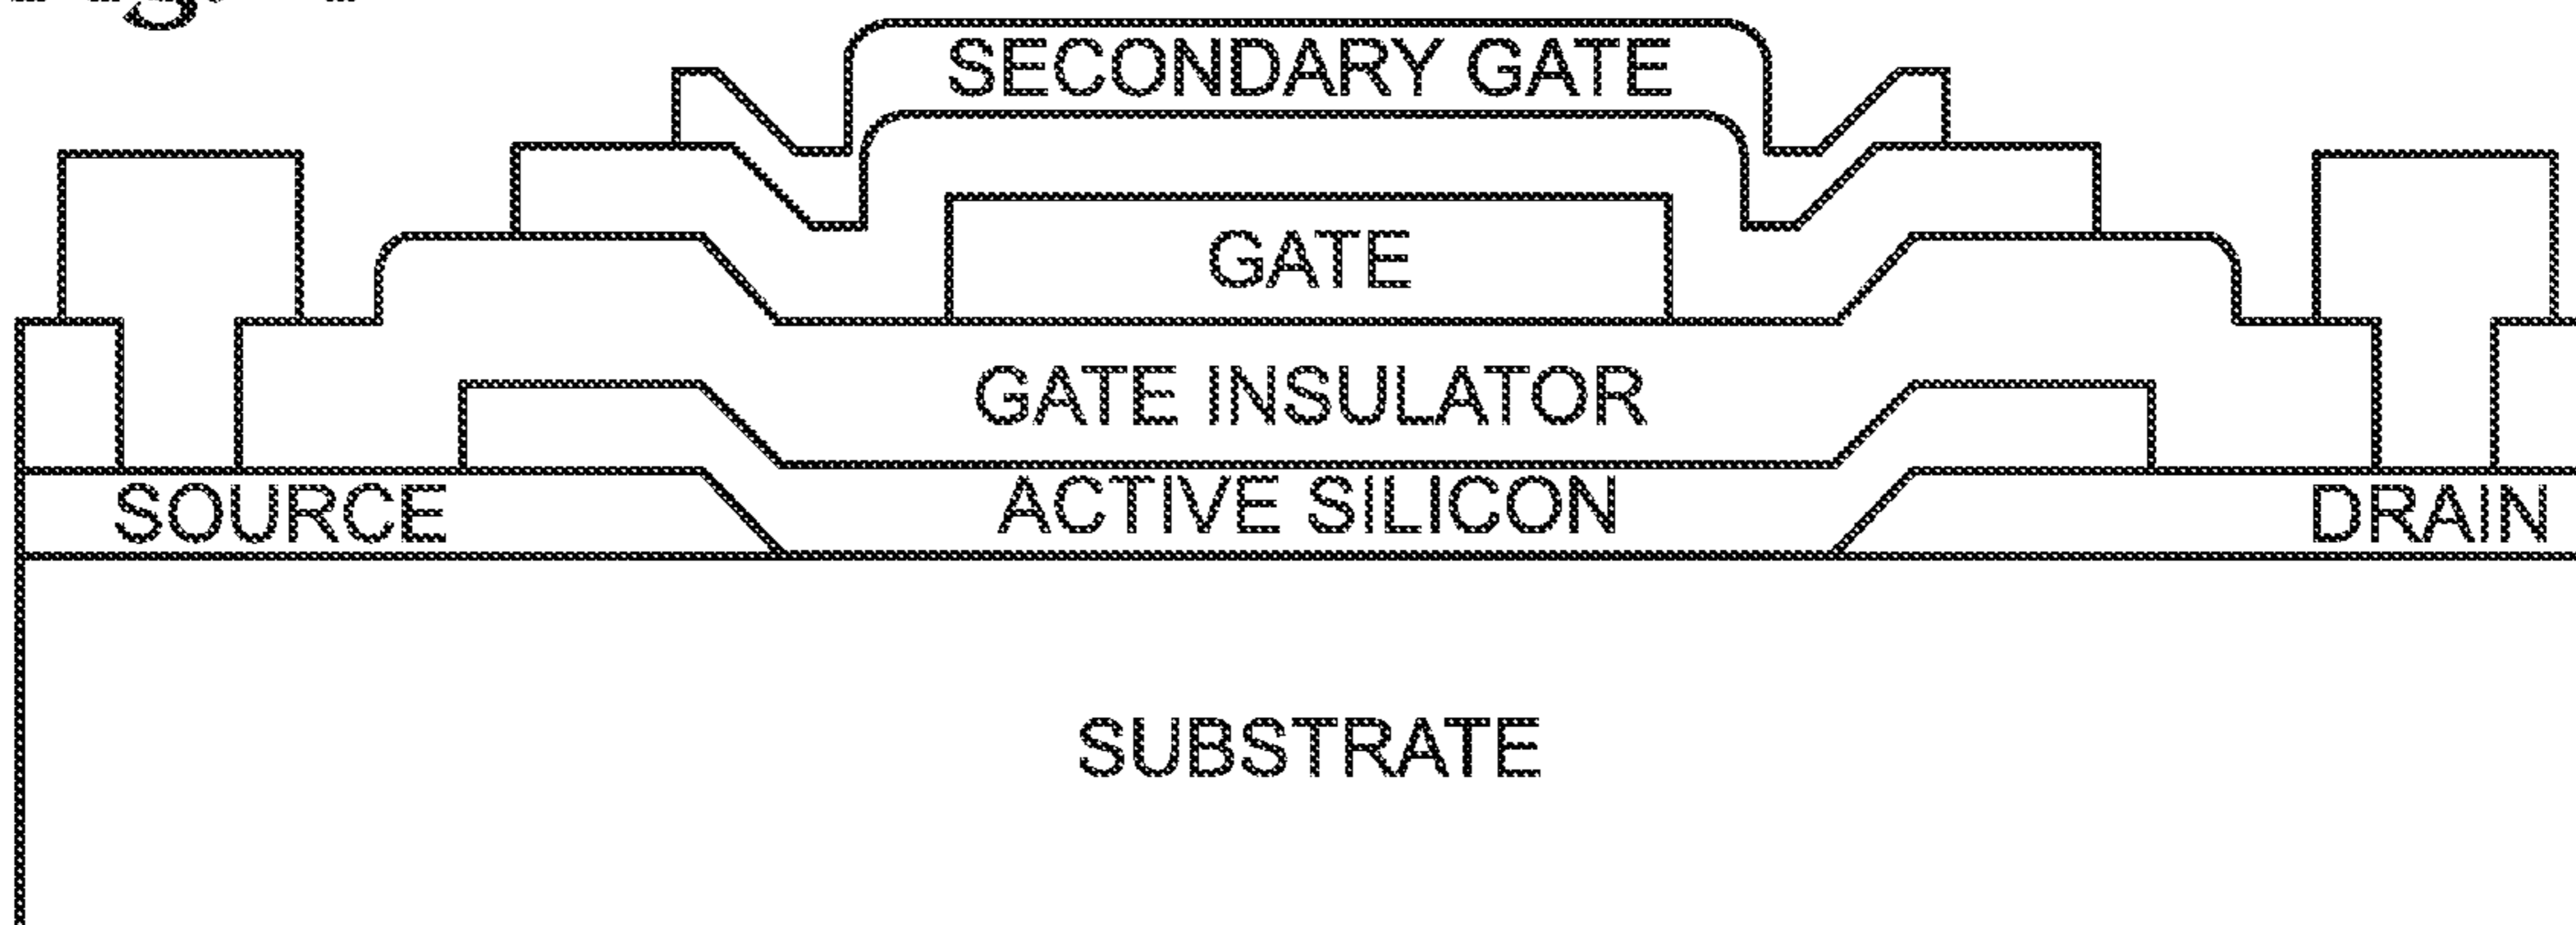 SECONDARY GATE
GATE
GATE INSULATOR
SOURCE
ACTIVE SILICON
DRAIN
SUBSTRATE